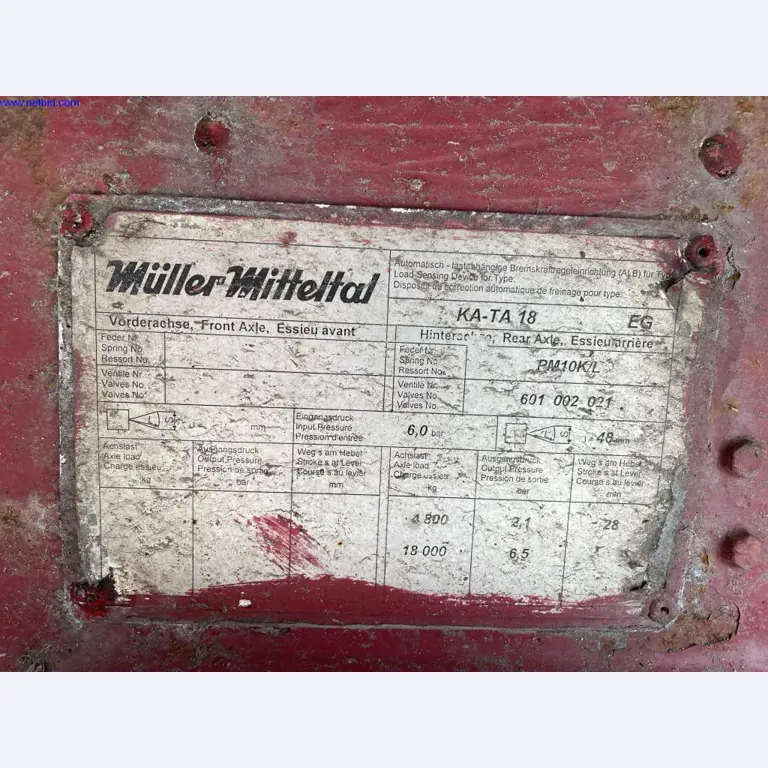 www.netbid.com
Müller Mitteltal
Automatisch - lastabhängige Bremskraftregeleinrichtung (ALB) für Typ
Load Sensing Device for Type:
Dispositif de correction automatique de freinage pour type:
KA-TA 18 EG
Vorderachse, Front Axle, Essieu avant
Hinterachse, Rear Axle, Essieu arrière
Feder Nr.
Spring No.
Ressort No.
Feder Nr.
Spring No.
Ressort No.
PM10K/L
Ventile Nr.
Valves No.
Valves No.
Ventile Nr.
Valves No.
Valves No.
601 002 021
mm
Eingangsdruck
Input Pressure
Pression d'entrée
6,0 bar
48 mm
Achslast
Axle load
Charge essieu
kg
Ausgangsdruck
Output Pressure
Pression de sortie
bar
Weg s am Hebel
Stroke s at Lever
Course s au levier
mm
Achslast
Axle load
Charge essieu
kg
Ausgangsdruck
Output Pressure
Pression de sortie
bar
Weg s am Hebel
Stroke s at Lever
Course s au levier
mm
4 800 2,1 28
18 000 6,5